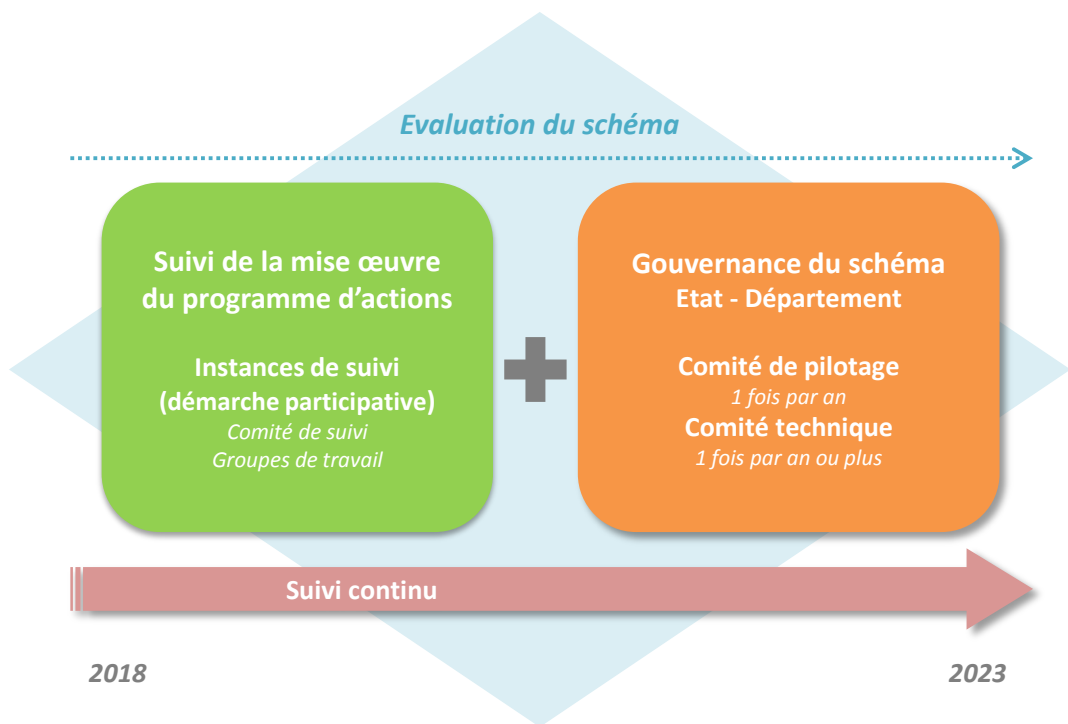 Evaluation du schéma
Suivi de la mise œuvre
du programme d'actions
Instances de suivi
(démarche participative)
Comité de suivi
Groupes de travail
Gouvernance du schéma
Etat - Département
Comité de pilotage
1 fois par an
Comité technique
1 fois par an ou plus
Suivi continu
2018
2023